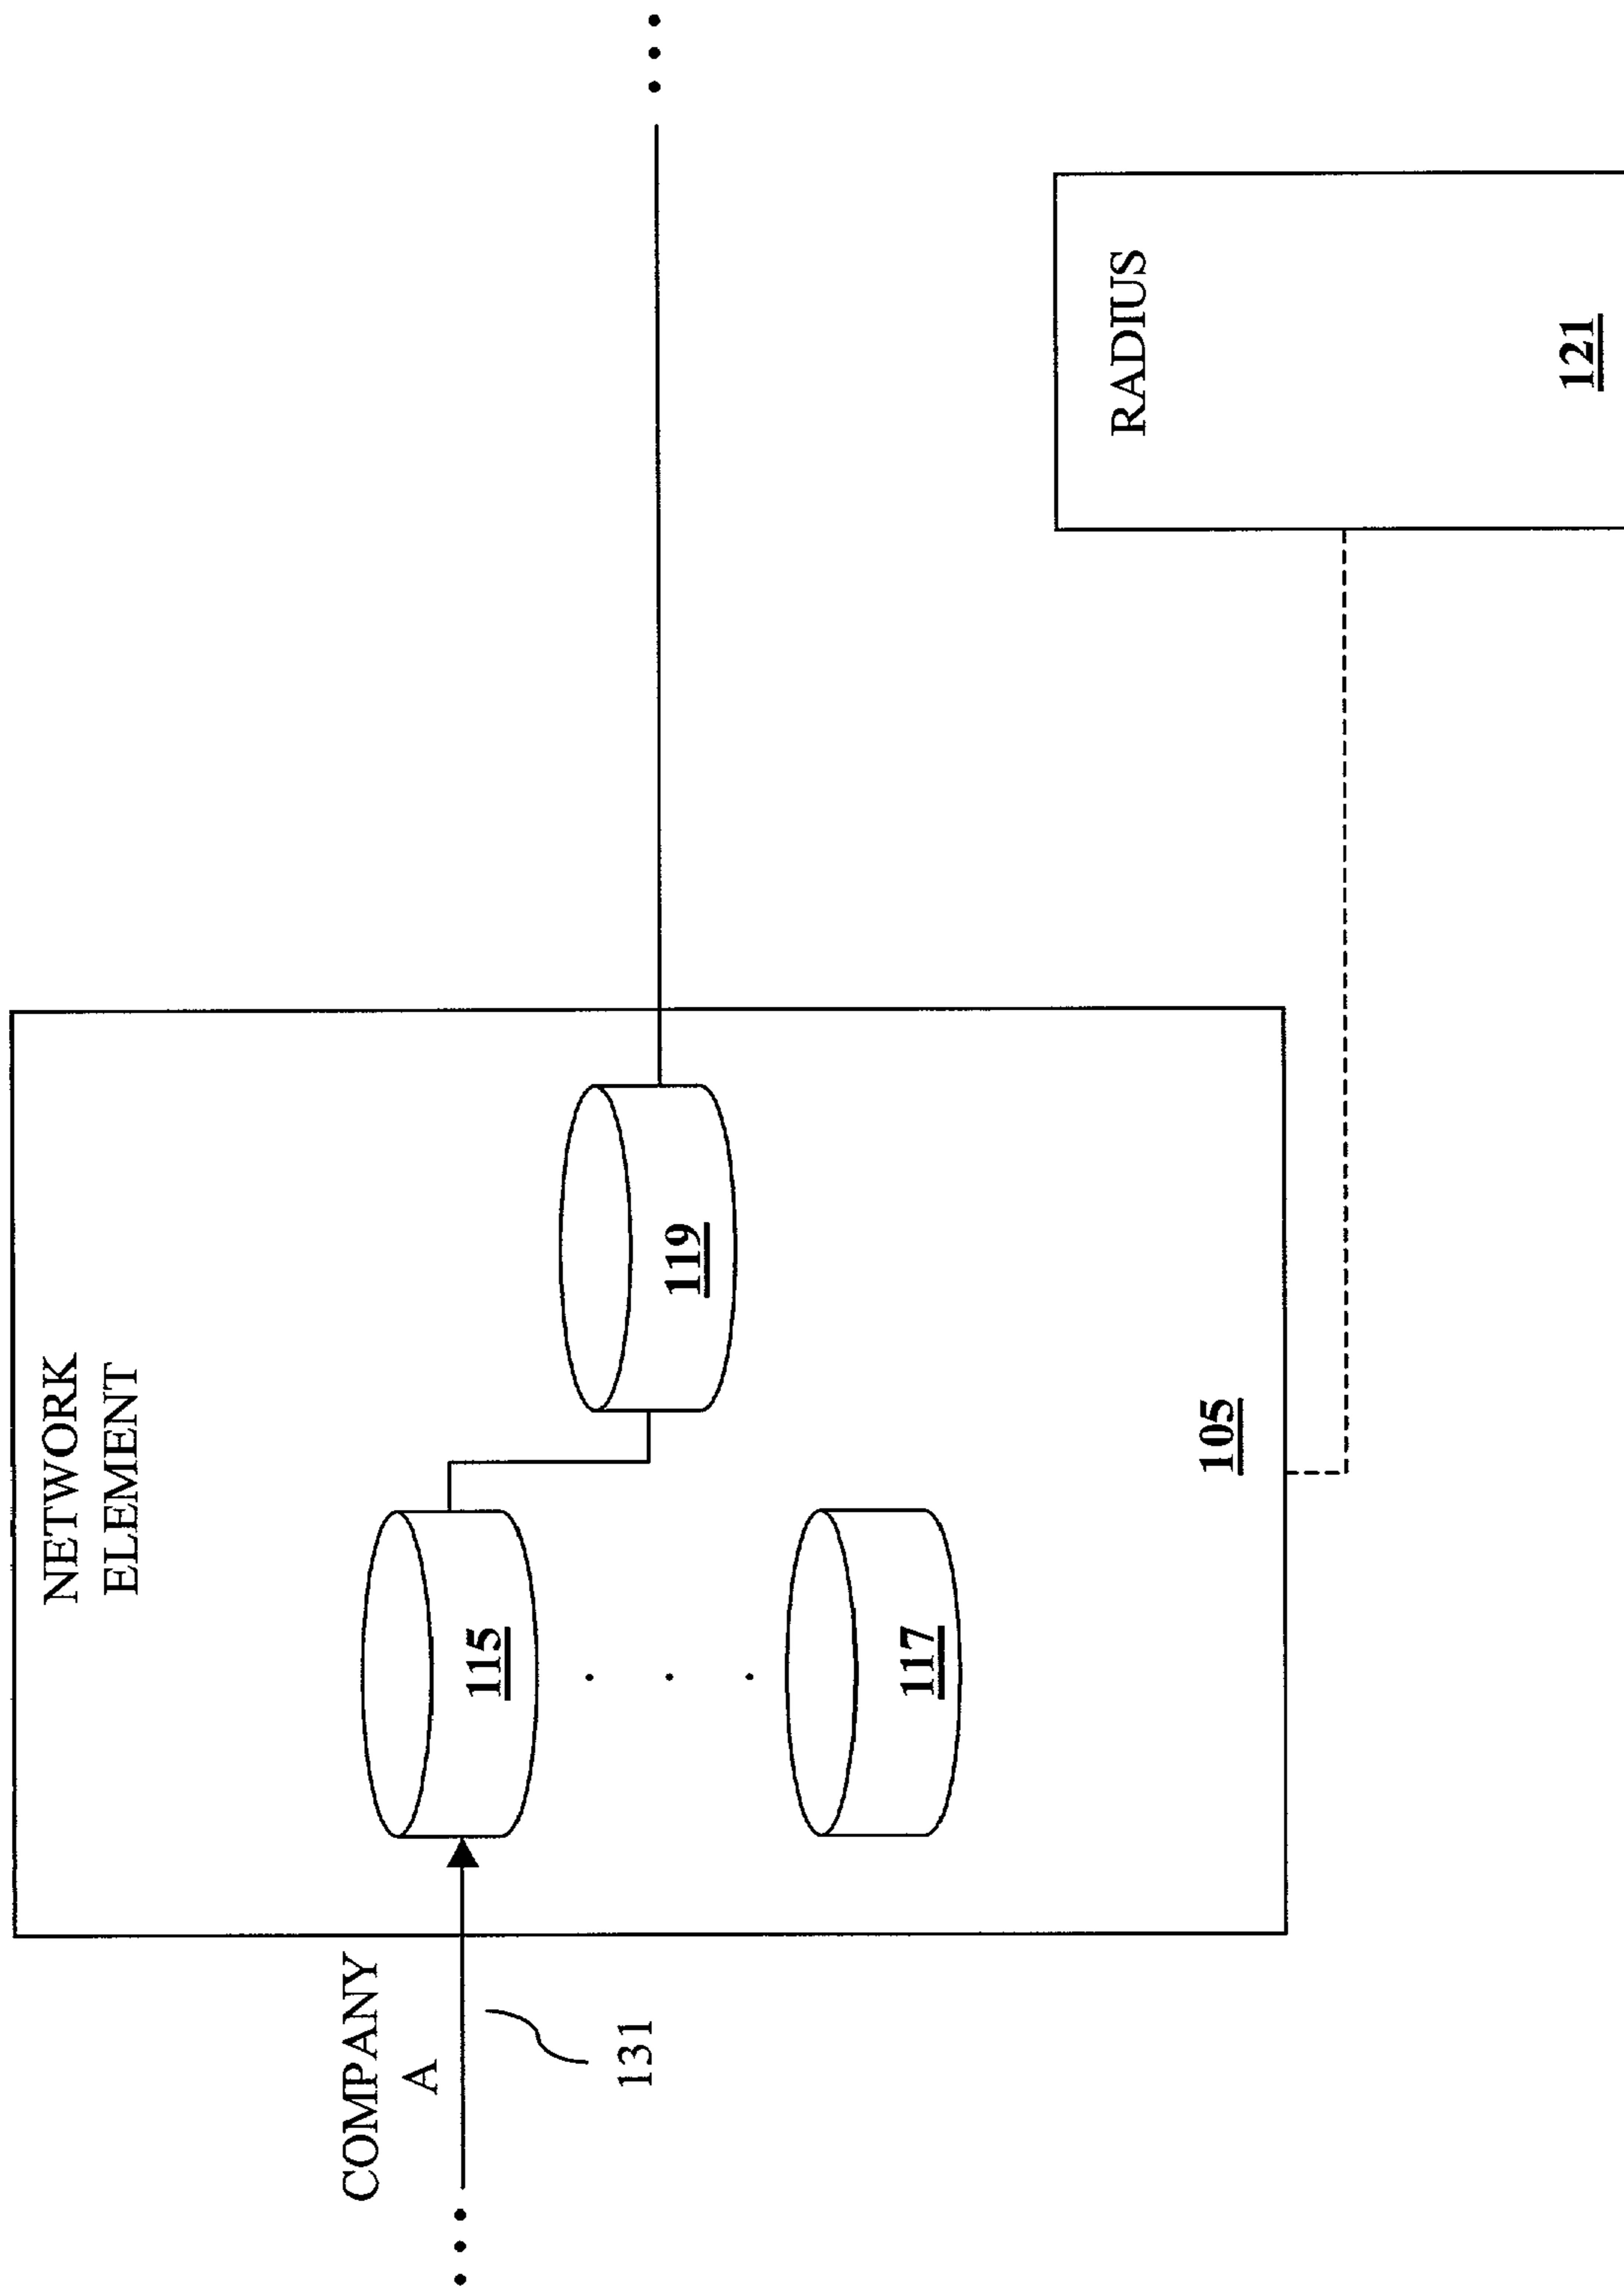 NETWORK
ELEMENT
COMPANY
A
131
115
119
117
105
RADIUS
121